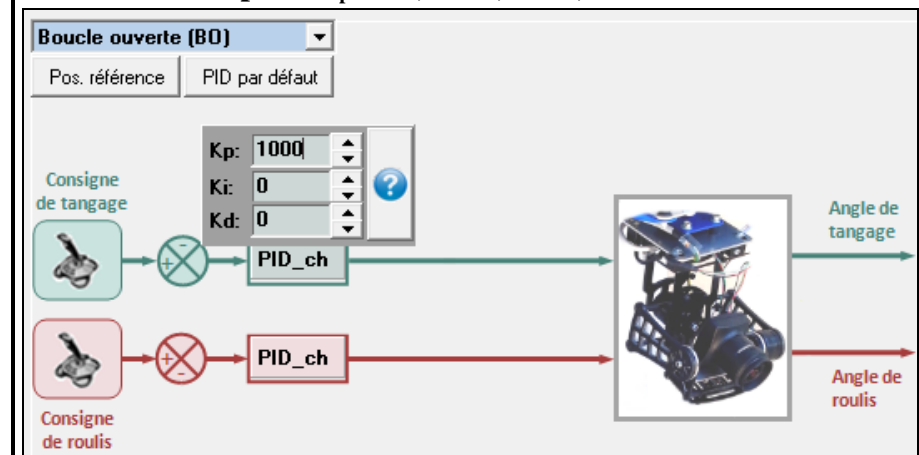 Boucle ouverte (BO)
Pos. référence
PID par défaut
Kp: 1000
Ki: 0
Kd: 0
?
Consigne
de tangage
+
-
PID_ch
Angle de
tangage
+
-
PID_ch
Consigne
de roulis
Angle de
roulis